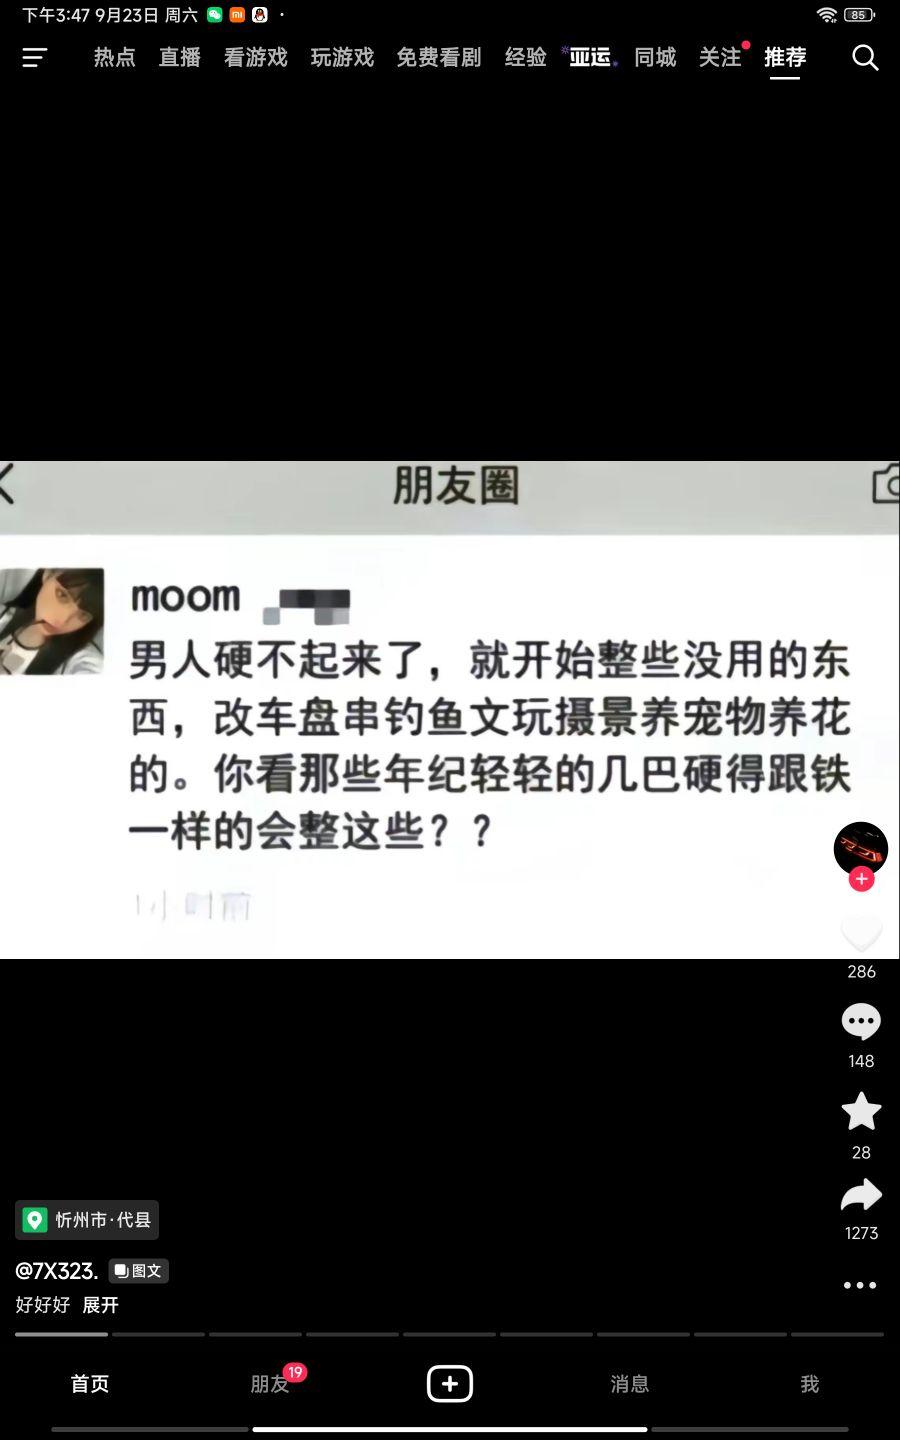 下午3:47 9月23日 周六
85
热点 直播 看游戏 玩游戏 免费看剧 经验 亚运 同城 关注 推荐
朋友圈
moom
男人硬不起来了，就开始整些没用的东
西，改车盘串钓鱼文玩摄景养宠物养花
的。你看那些年纪轻轻的几巴硬得跟铁
一样的会整这些？？
286
148
28
1273
忻州市·代县
@7X323. 图文
好好好 展开
首页 朋友 19 消息 我